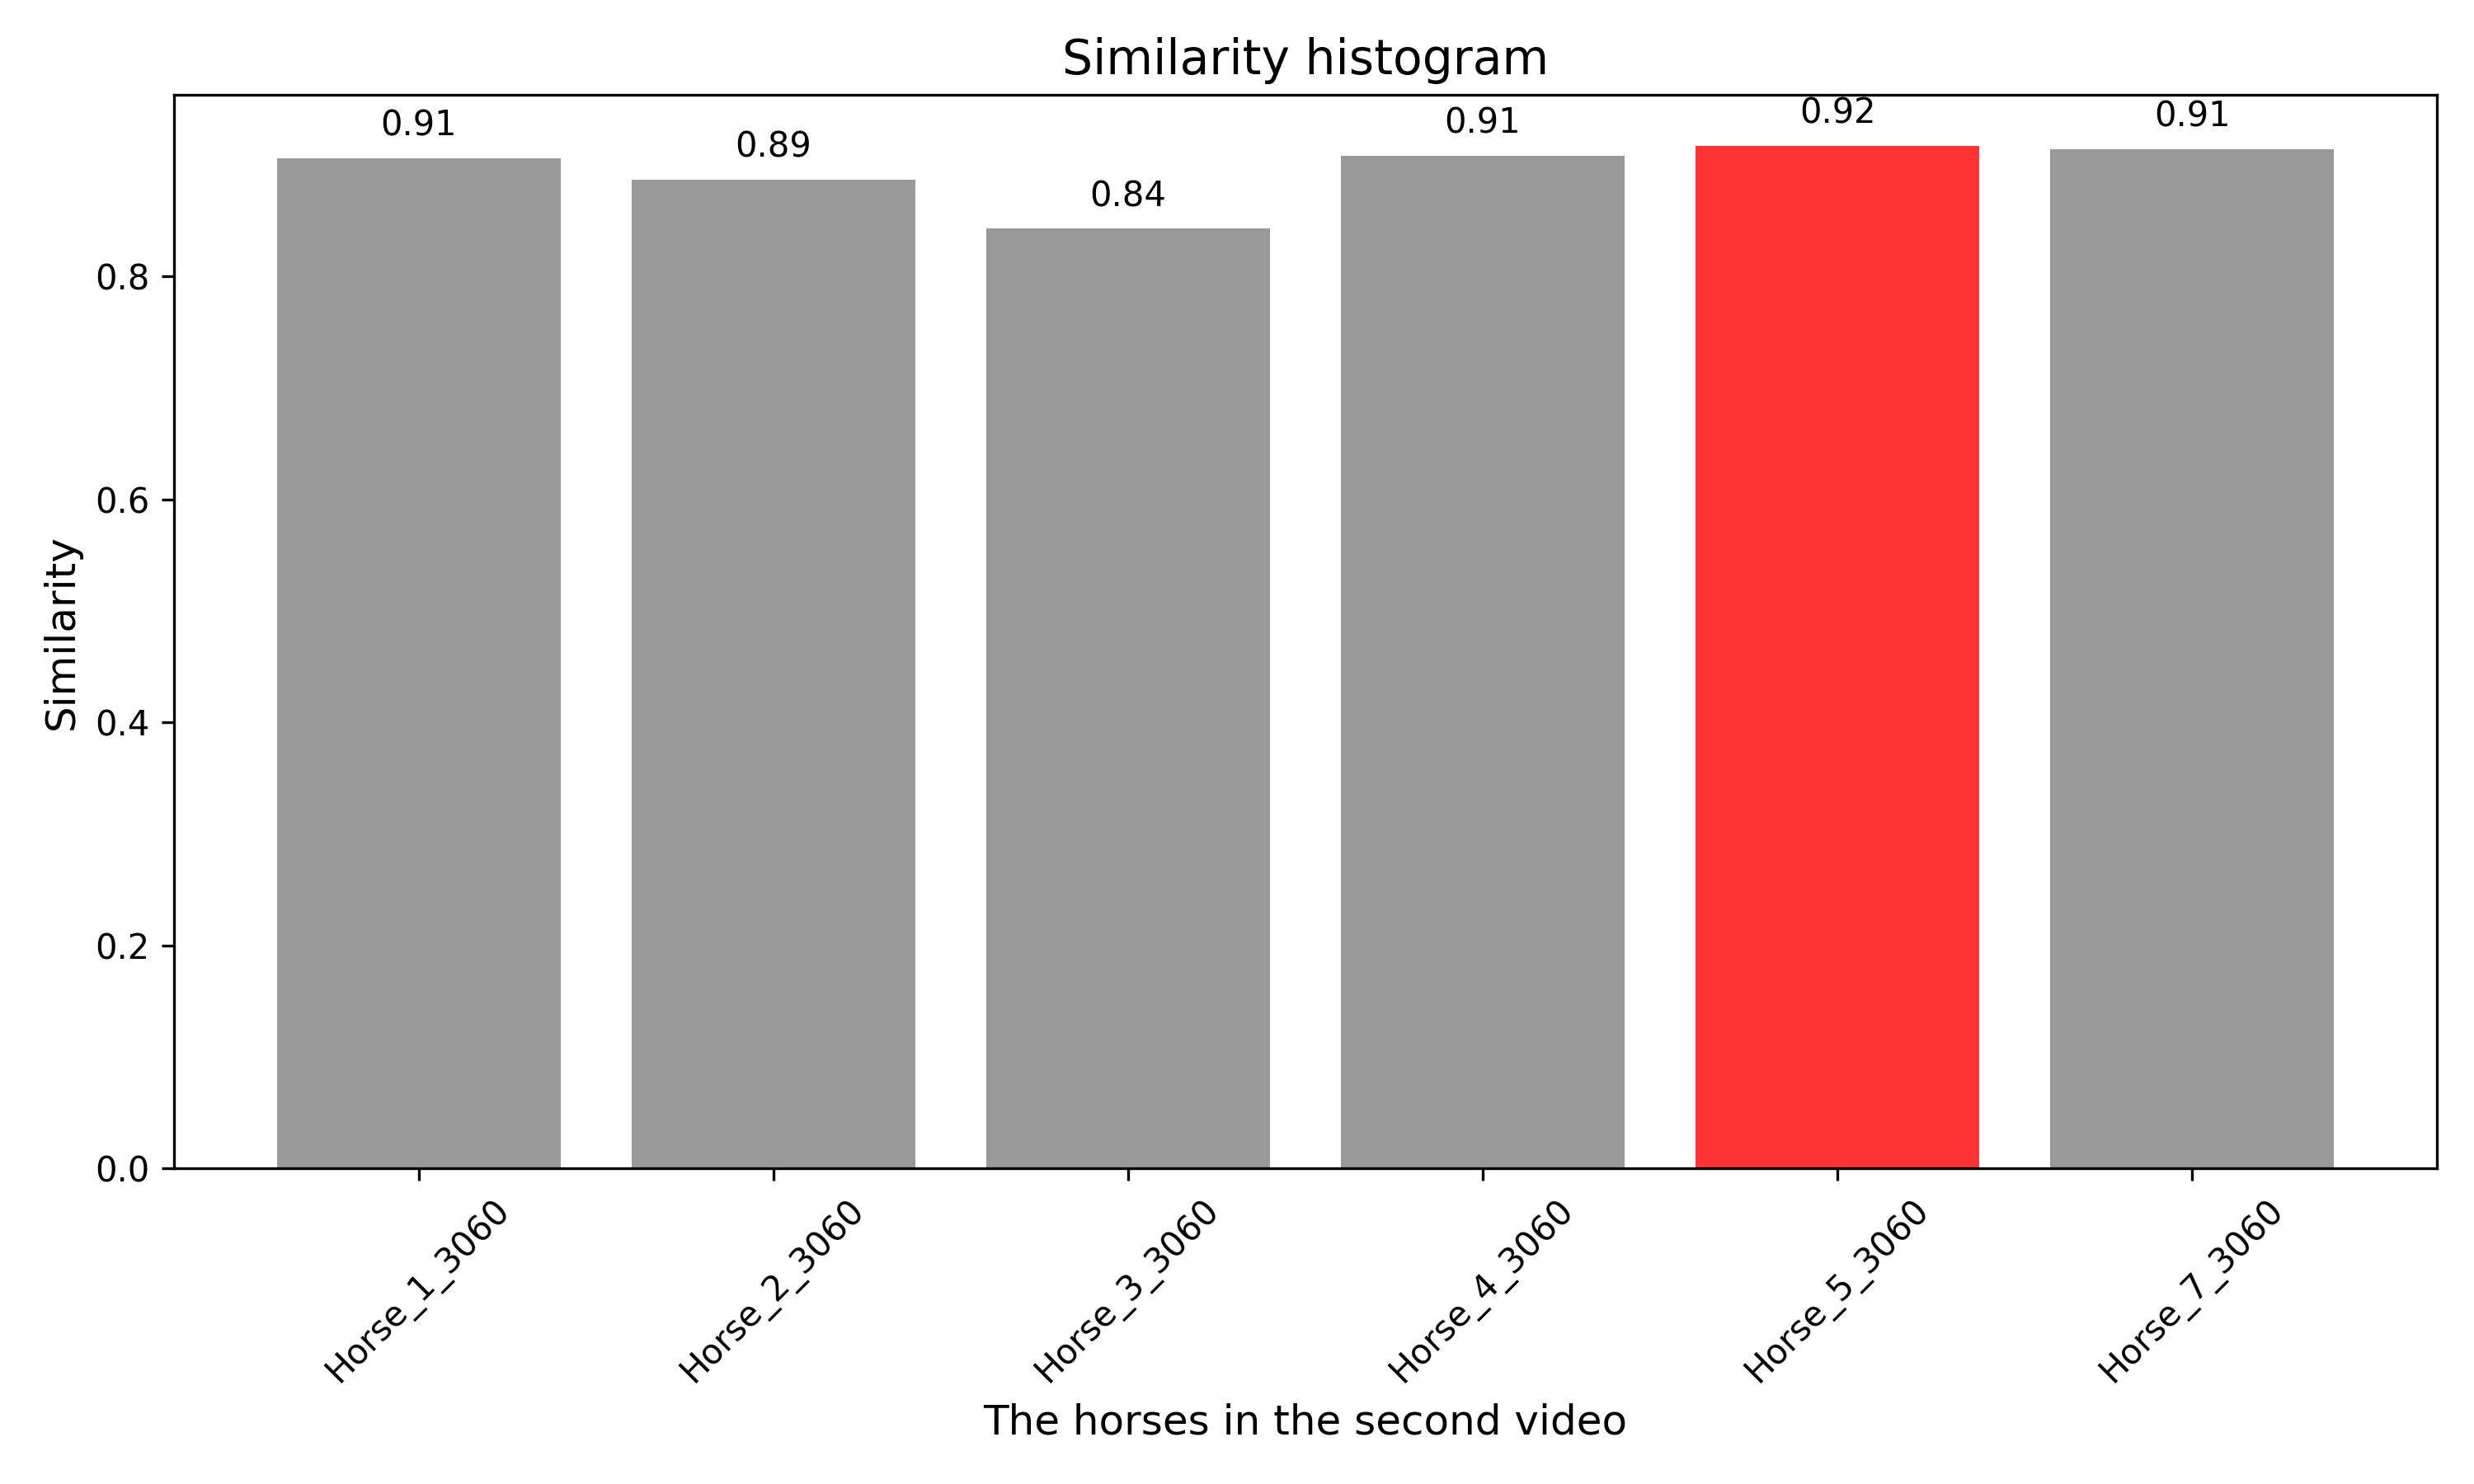 Similarity histogram
0.91
0.89
0.84
0.91
0.92
0.91
Similarity
0.8
0.6
0.4
0.2
0.0
Horse_1_3060
Horse_2_3060
Horse_3_3060
Horse_4_3060
Horse_5_3060
Horse_7_3060
The horses in the second video